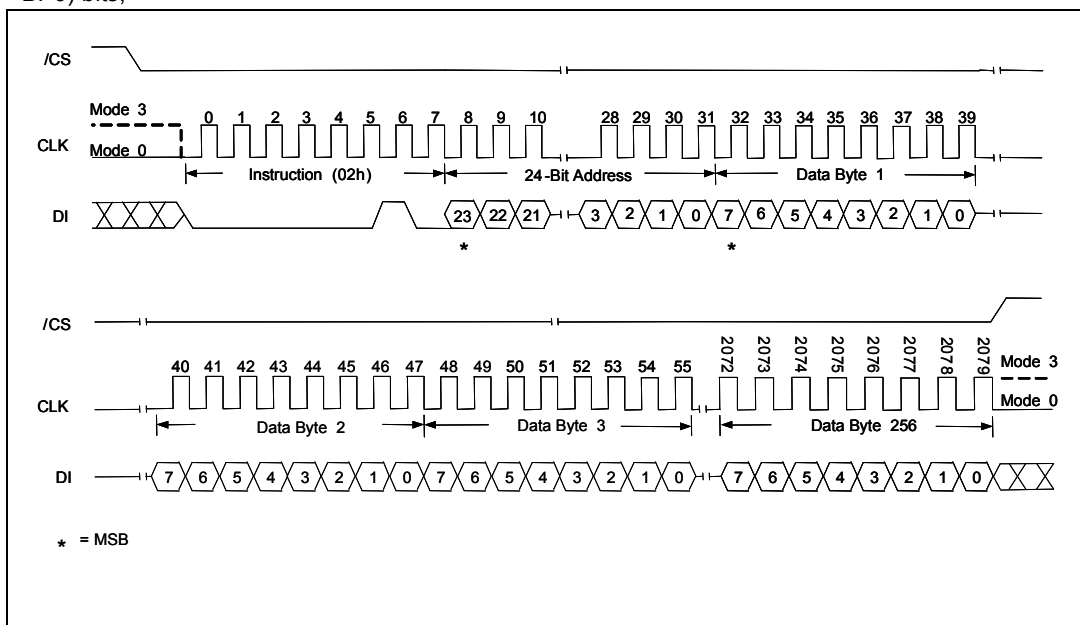 /CS
Mode 3
0 1 2 3 4 5 6 7 8 9 10 28 29 30 31 32 33 34 35 36 37 38 39
CLK
Mode 0
Instruction (02h) 24-Bit Address Data Byte 1
DI 23 22 21 3 2 1 0 7 6 5 4 3 2 1 0
* *
/CS
40 41 42 43 44 45 46 47 48 49 50 51 52 53 54 55 2072 2073 2074 2075 2076 2077 2078 2079 Mode 3
CLK Mode 0
Data Byte 2 Data Byte 3 Data Byte 256
DI 7 6 5 4 3 2 1 0 7 6 5 4 3 2 1 0 7 6 5 4 3 2 1 0
* = MSB